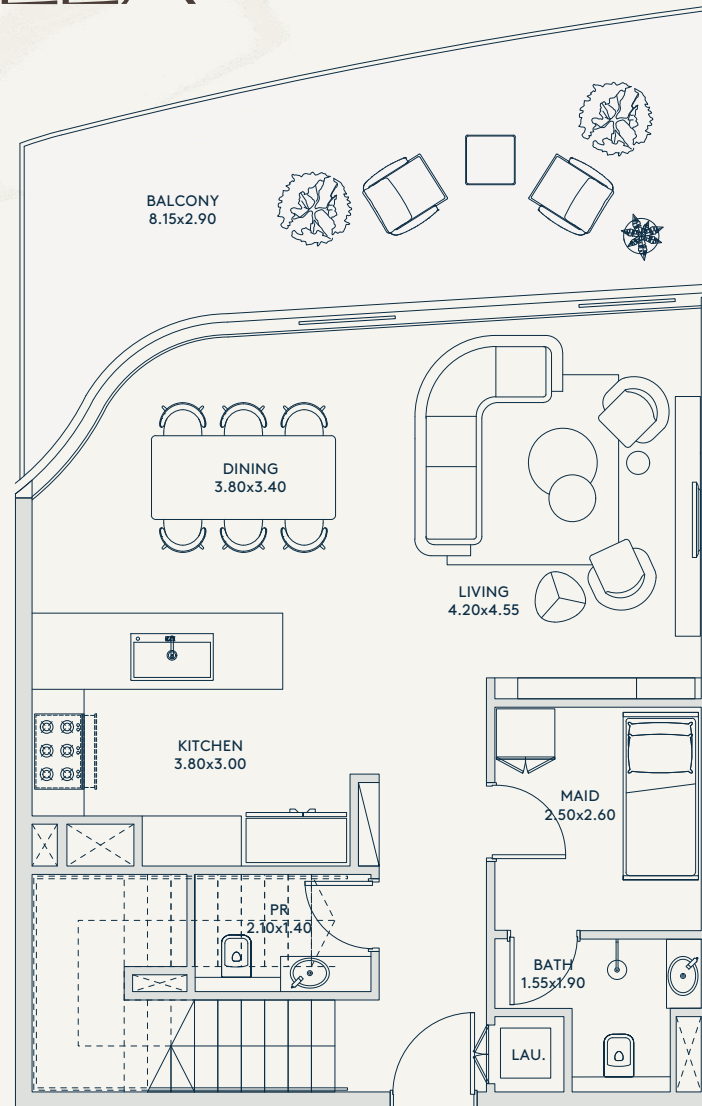 BALCONY
8.15x2.90
DINING
3.80x3.40
LIVING
4.20x4.55
KITCHEN
3.80x3.00
MAID
2.50x2.60
PR
2.10x1.40
BATH
1.55x1.90
LAU.